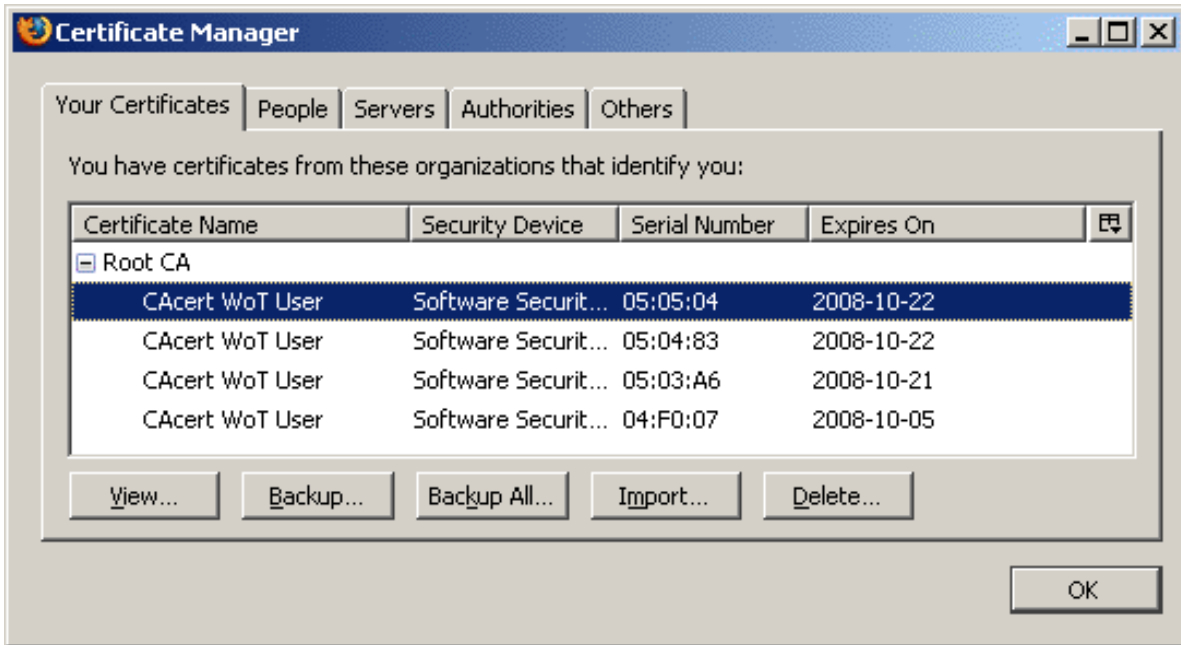 Certificate Manager
Your Certificates People Servers Authorities Others
You have certificates from these organizations that identify you:
Certificate Name Security Device Serial Number Expires On
Root CA
CAcert WoT User Software Securit... 05:05:04 2008-10-22
CAcert WoT User Software Securit... 05:04:83 2008-10-22
CAcert WoT User Software Securit... 05:03:A6 2008-10-21
CAcert WoT User Software Securit... 04:F0:07 2008-10-05
View... Backup... Backup All... Import... Delete...
OK